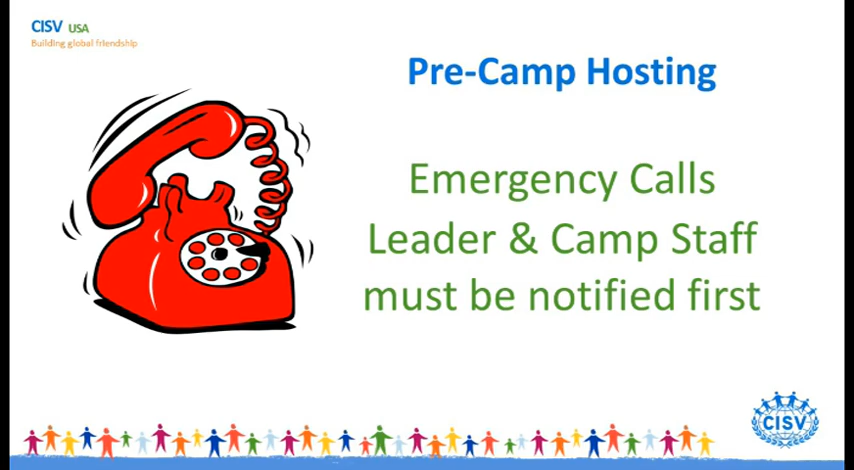 CISV USA
Building global friendship
Pre-Camp Hosting
Emergency Calls
Leader & Camp Staff
must be notified first
CISV